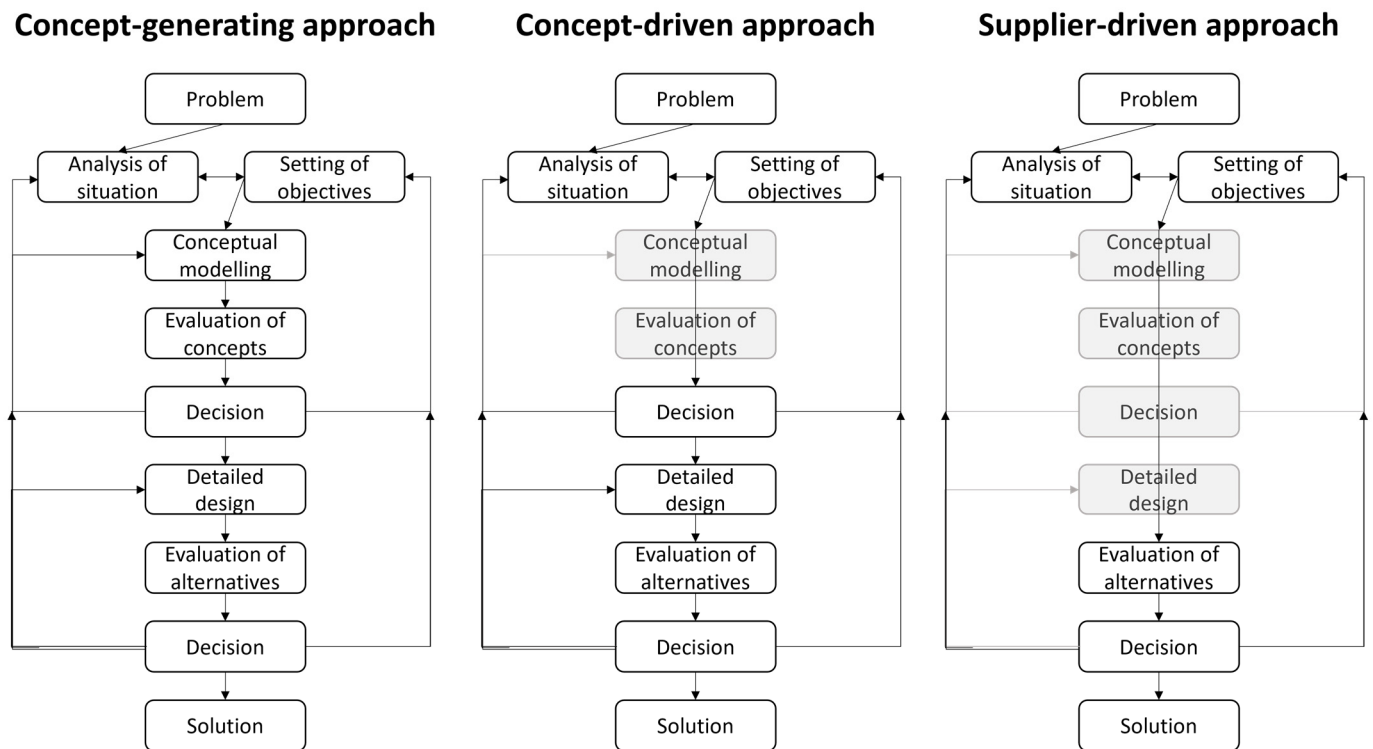 Concept-generating approach
Problem
Analysis of
situation
Setting of
objectives
Conceptual
modelling
Evaluation of
concepts
Decision
Detailed
design
Evaluation of
alternatives
Decision
Solution
Concept-driven approach
Problem
Analysis of
situation
Setting of
objectives
Conceptual
modelling
Evaluation of
concepts
Decision
Detailed
design
Evaluation of
alternatives
Decision
Solution
Supplier-driven approach
Problem
Analysis of
situation
Setting of
objectives
Conceptual
modelling
Evaluation of
concepts
Decision
Detailed
design
Evaluation of
alternatives
Decision
Solution